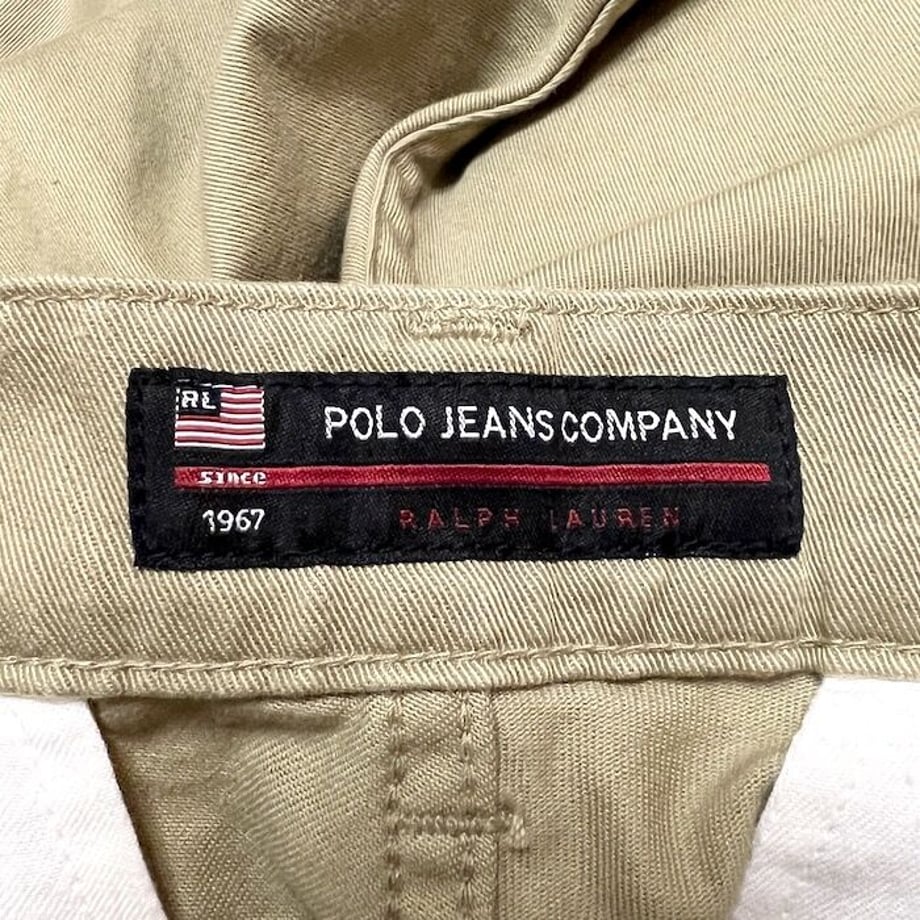 RL
POLO JEANS COMPANY
since
1967
RALPH LAUREN